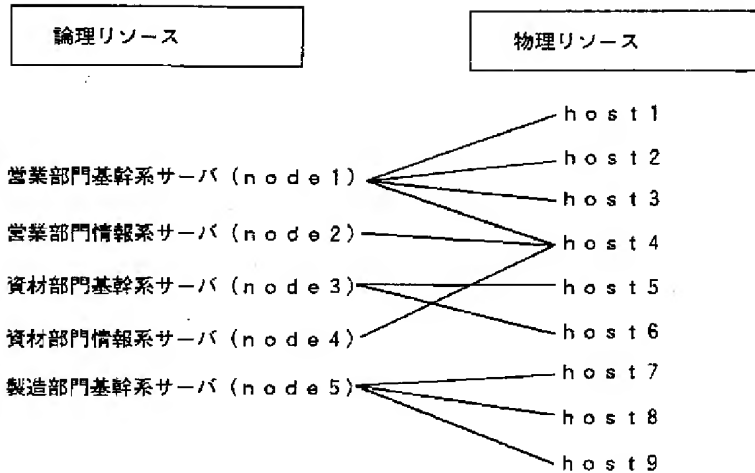 論理リソース
物理リソース
営業部門基幹系サーバ(node1)
営業部門情報系サーバ(node2)
資材部門基幹系サーバ(node3)
資材部門情報系サーバ(node4)
製造部門基幹系サーバ(node5)
host1
host2
host3
host4
host5
host6
host7
host8
host9